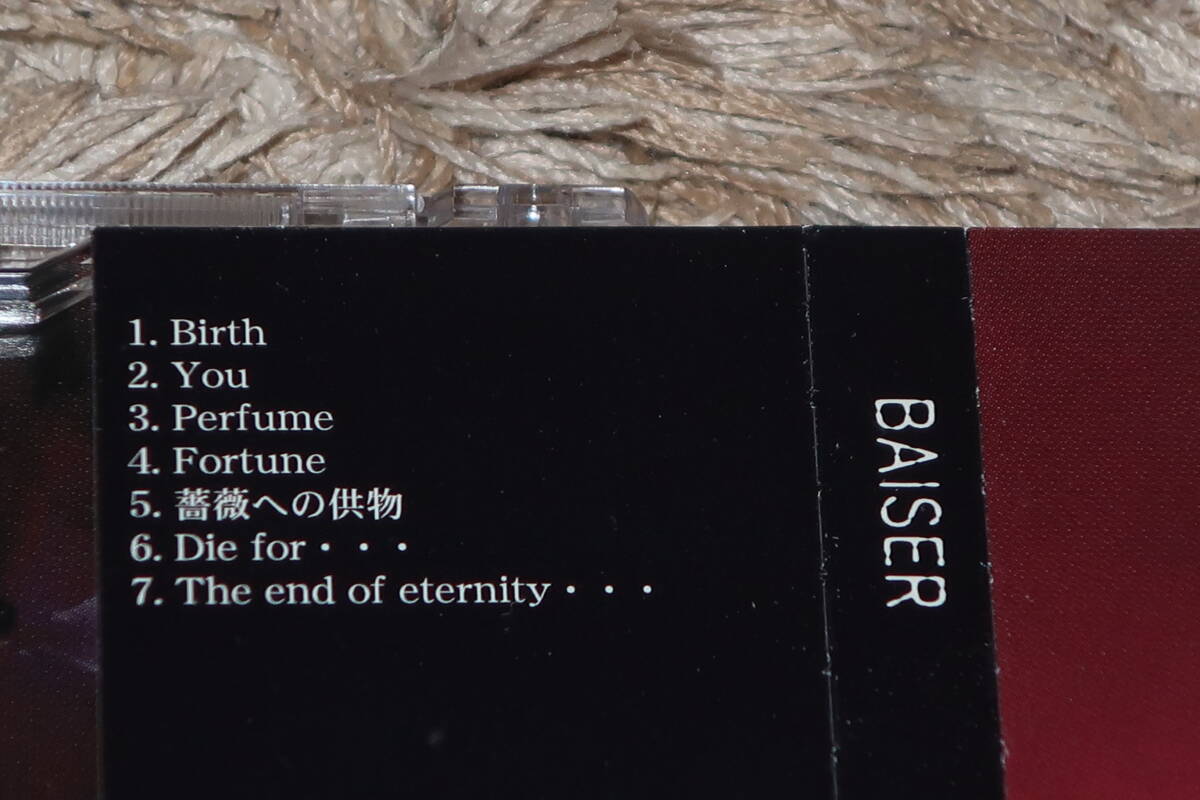 1. Birth
2. You
3. Perfume
4. Fortune
5. 薔薇への供物
6. Die for・・・
7. The end of eternity・・・
BAISER